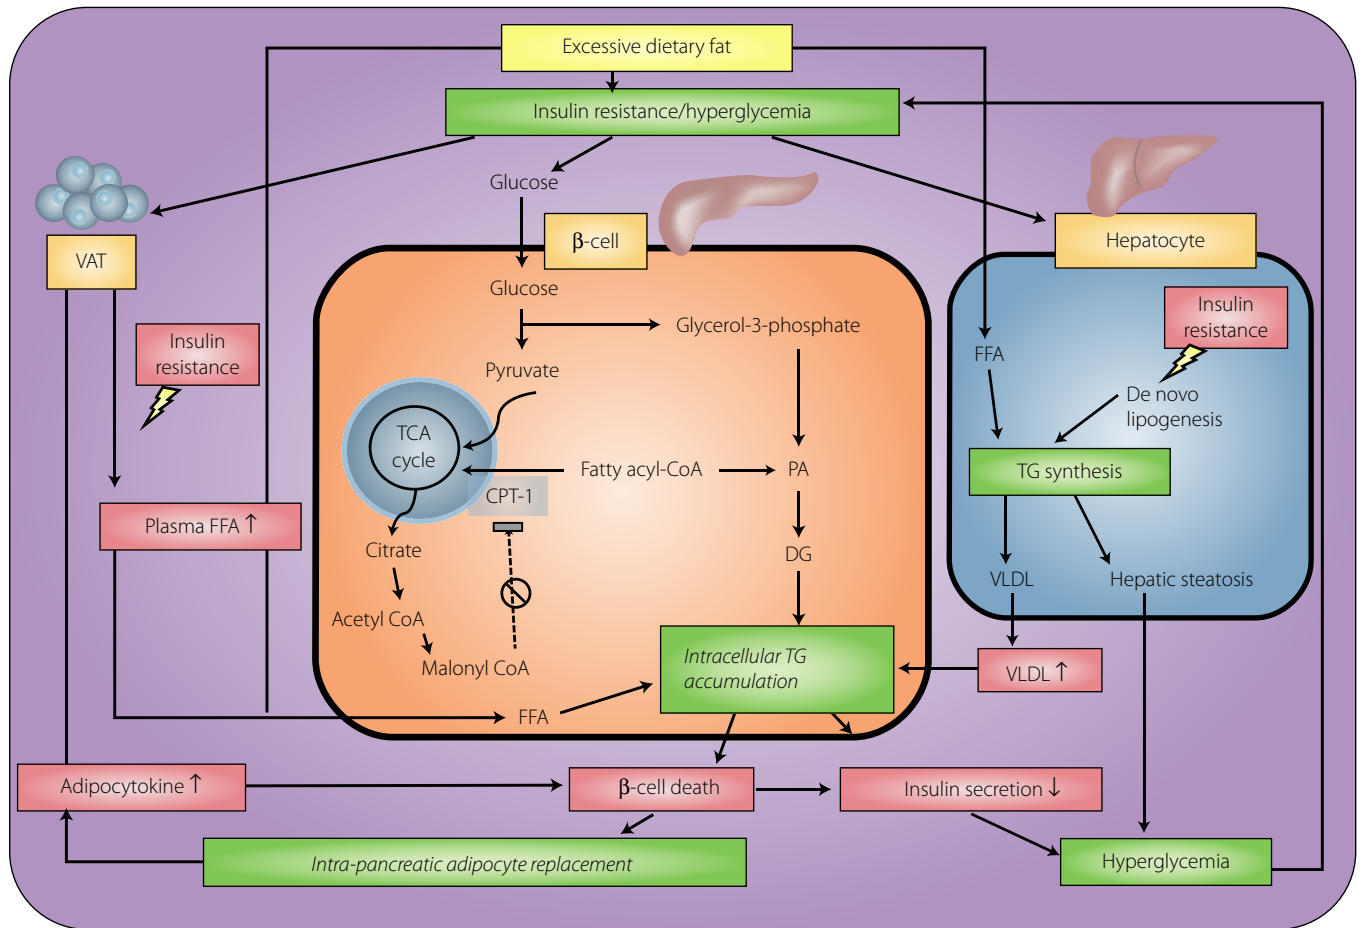 Excessive dietary fat
Insulin resistance/hyperglycemia
Glucose
β-cell
Hepatocyte
VAT
Glucose
Insulin
resistance
Insulin
resistance
Glycerol-3-phosphate
FFA
Pyruvate
De novo
lipogenesis
TCA
cycle
Fatty acyl-CoA
PA
TG synthesis
CPT-1
Plasma FFA ↑
Citrate
DG
VLDL
Hepatic steatosis
Acetyl CoA
Malonyl CoA
Intracellular TG
accumulation
VLDL ↑
FFA
Adipocytokine ↑
β-cell death
Insulin secretion ↓
Intra-pancreatic adipocyte replacement
Hyperglycemia